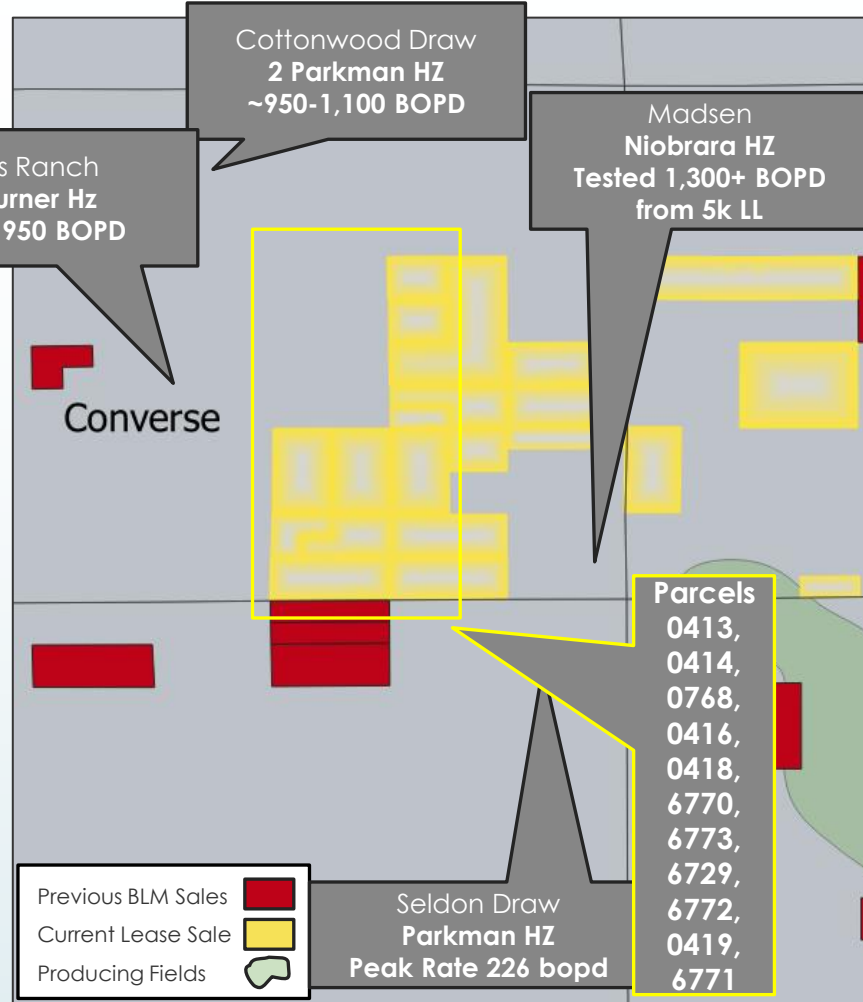 Cottonwood Draw
2 Parkman HZ
~950-1,100 BOPD
Madsen
Niobrara HZ
Tested 1,300+ BOPD
from 5k LL
s Ranch
urner Hz
950 BOPD
Converse
Parcels
0413,
0414,
0768,
0416,
0418,
6770,
6773,
6729,
6772,
0419,
6771
Previous BLM Sales
Current Lease Sale
Producing Fields
Seldon Draw
Parkman HZ
Peak Rate 226 bopd